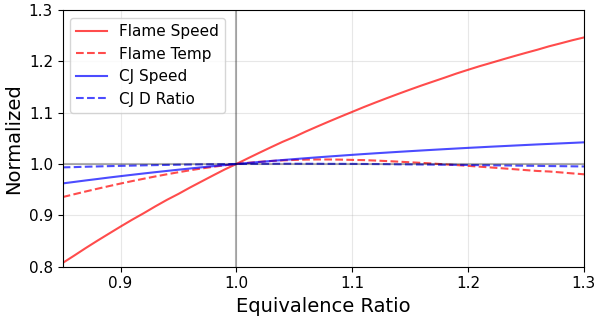 1.3
1.2
1.1
1.0
0.9
0.8
Normalized
Flame Speed
Flame Temp
CJ Speed
CJ D Ratio
0.9
1.0
1.1
1.2
1.3
Equivalence Ratio